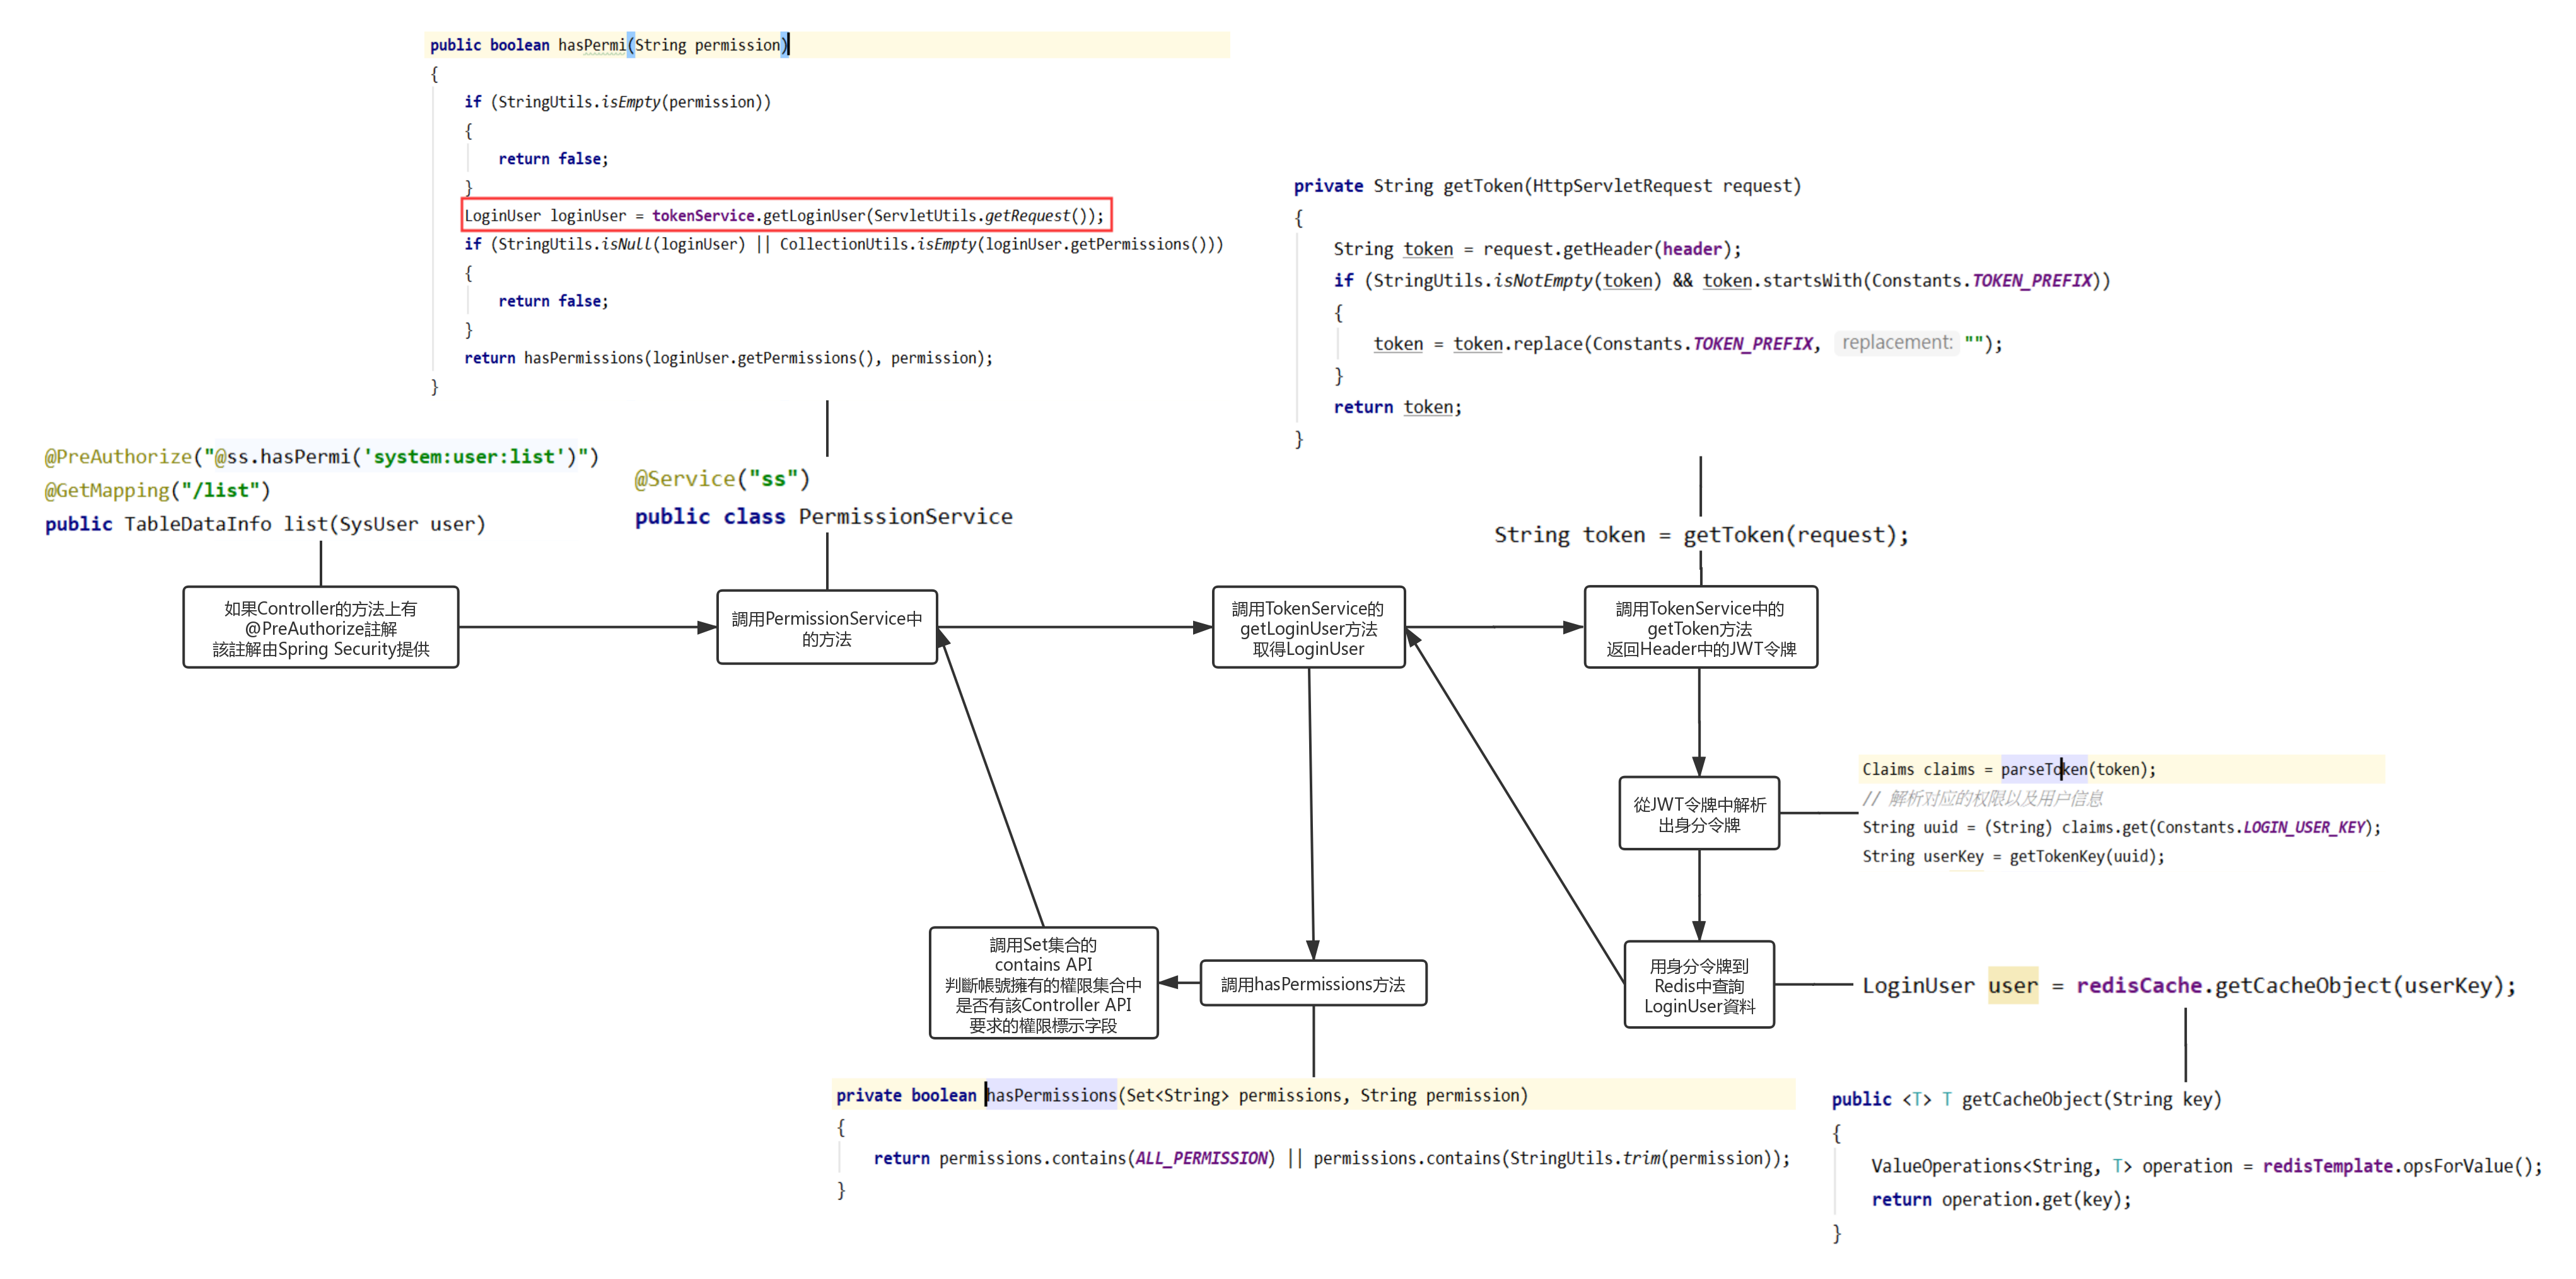 public boolean hasPermi(String permission)
{
if (StringUtils.isEmpty(permission))
{
return false;
}
LoginUser loginUser = tokenService.getLoginUser(ServletUtils.getRequest());
if (StringUtils.isNull(loginUser) || CollectionUtils.isEmpty(loginUser.getPermissions()))
{
return false;
}
return hasPermissions(loginUser.getPermissions(), permission);
}
private String getToken(HttpServletRequest request)
{
String token = request.getHeader(header);
if (StringUtils.isNotEmpty(token) && token.startsWith(Constants.TOKEN_PREFIX))
{
token = token.replace(Constants.TOKEN_PREFIX, replacement: "");
}
return token;
}
@PreAuthorize("@ss.hasPermi('system:user:list')")
@GetMapping("/list")
public TableDataInfo list(SysUser user)
@Service("ss")
public class PermissionService
String token = getToken(request);
如果Controller的方法上有
@PreAuthorize註解
該註解由Spring Security提供
調用PermissionService中
的方法
調用TokenService的
getLoginUser方法
取得LoginUser
調用TokenService中的
getToken方法
返回Header中的JWT令牌
從JWT令牌中解析
出身分令牌
Claims claims = parseToken(token);
// 解析对应的权限以及用户信息
String uuid = (String) claims.get(Constants.LOGIN_USER_KEY);
String userKey = getTokenKey(uuid);
調用Set集合的
contains API
判斷帳號擁有的權限集合中
是否有該Controller API
要求的權限標示字段
調用hasPermissions方法
用身分令牌到
Redis中查詢
LoginUser資料
LoginUser user = redisCache.getCacheObject(userKey);
private boolean hasPermissions(Set<String> permissions, String permission)
{
return permissions.contains(ALL_PERMISSION) || permissions.contains(StringUtils.trim(permission));
}
public <T> T getCacheObject(String key)
{
ValueOperations<String, T> operation = redisTemplate.opsForValue();
return operation.get(key);
}